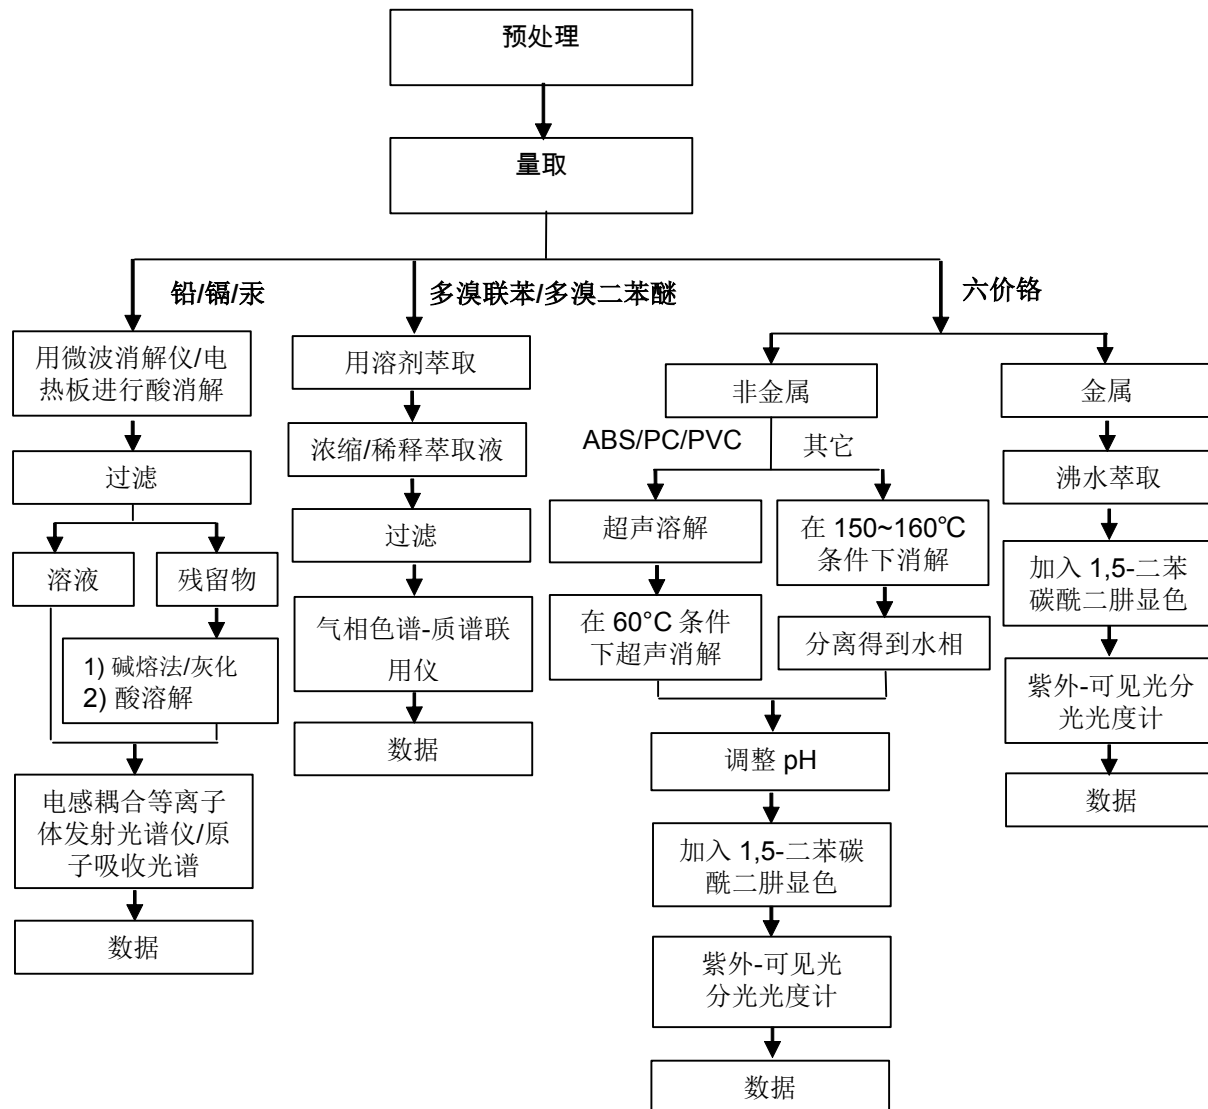 预处理
量取
铅/镉/汞
用微波消解仪/电
热板进行酸消解
过滤
溶液
残留物
1) 碱熔法/灰化
2) 酸溶解
电感耦合等离子
体发射光谱仪/原
子吸收光谱
数据
多溴联苯/多溴二苯醚
用溶剂萃取
浓缩/稀释萃取液
过滤
气相色谱-质谱联
用仪
数据
六价铬
非金属
ABS/PC/PVC
其它
超声溶解
在 60°C 条件
下超声消解
在 150~160℃
条件下消解
分离得到水相
调整 pH
加入 1,5-二苯碳
酰二肼显色
紫外-可见光
分光光度计
数据
金属
沸水萃取
加入 1,5-二苯
碳酰二肼显色
紫外-可见光分
光光度计
数据